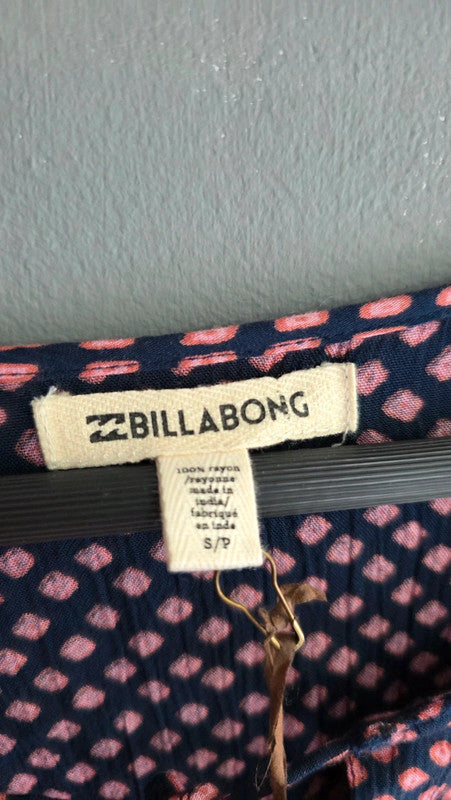 BILLABONG
100% rayon
/rayonne
made in
india/
fabriqué
en inde
S/P